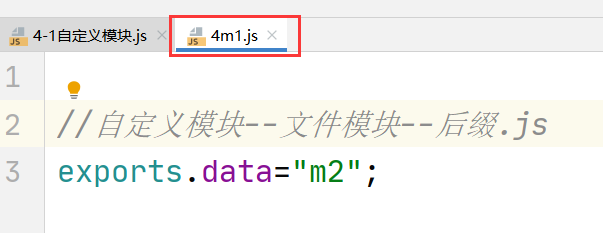 4-1自定义模块.js
4m1.js
1
2 //自定义模块--文件模块--后缀.js
3 exports.data="m2";